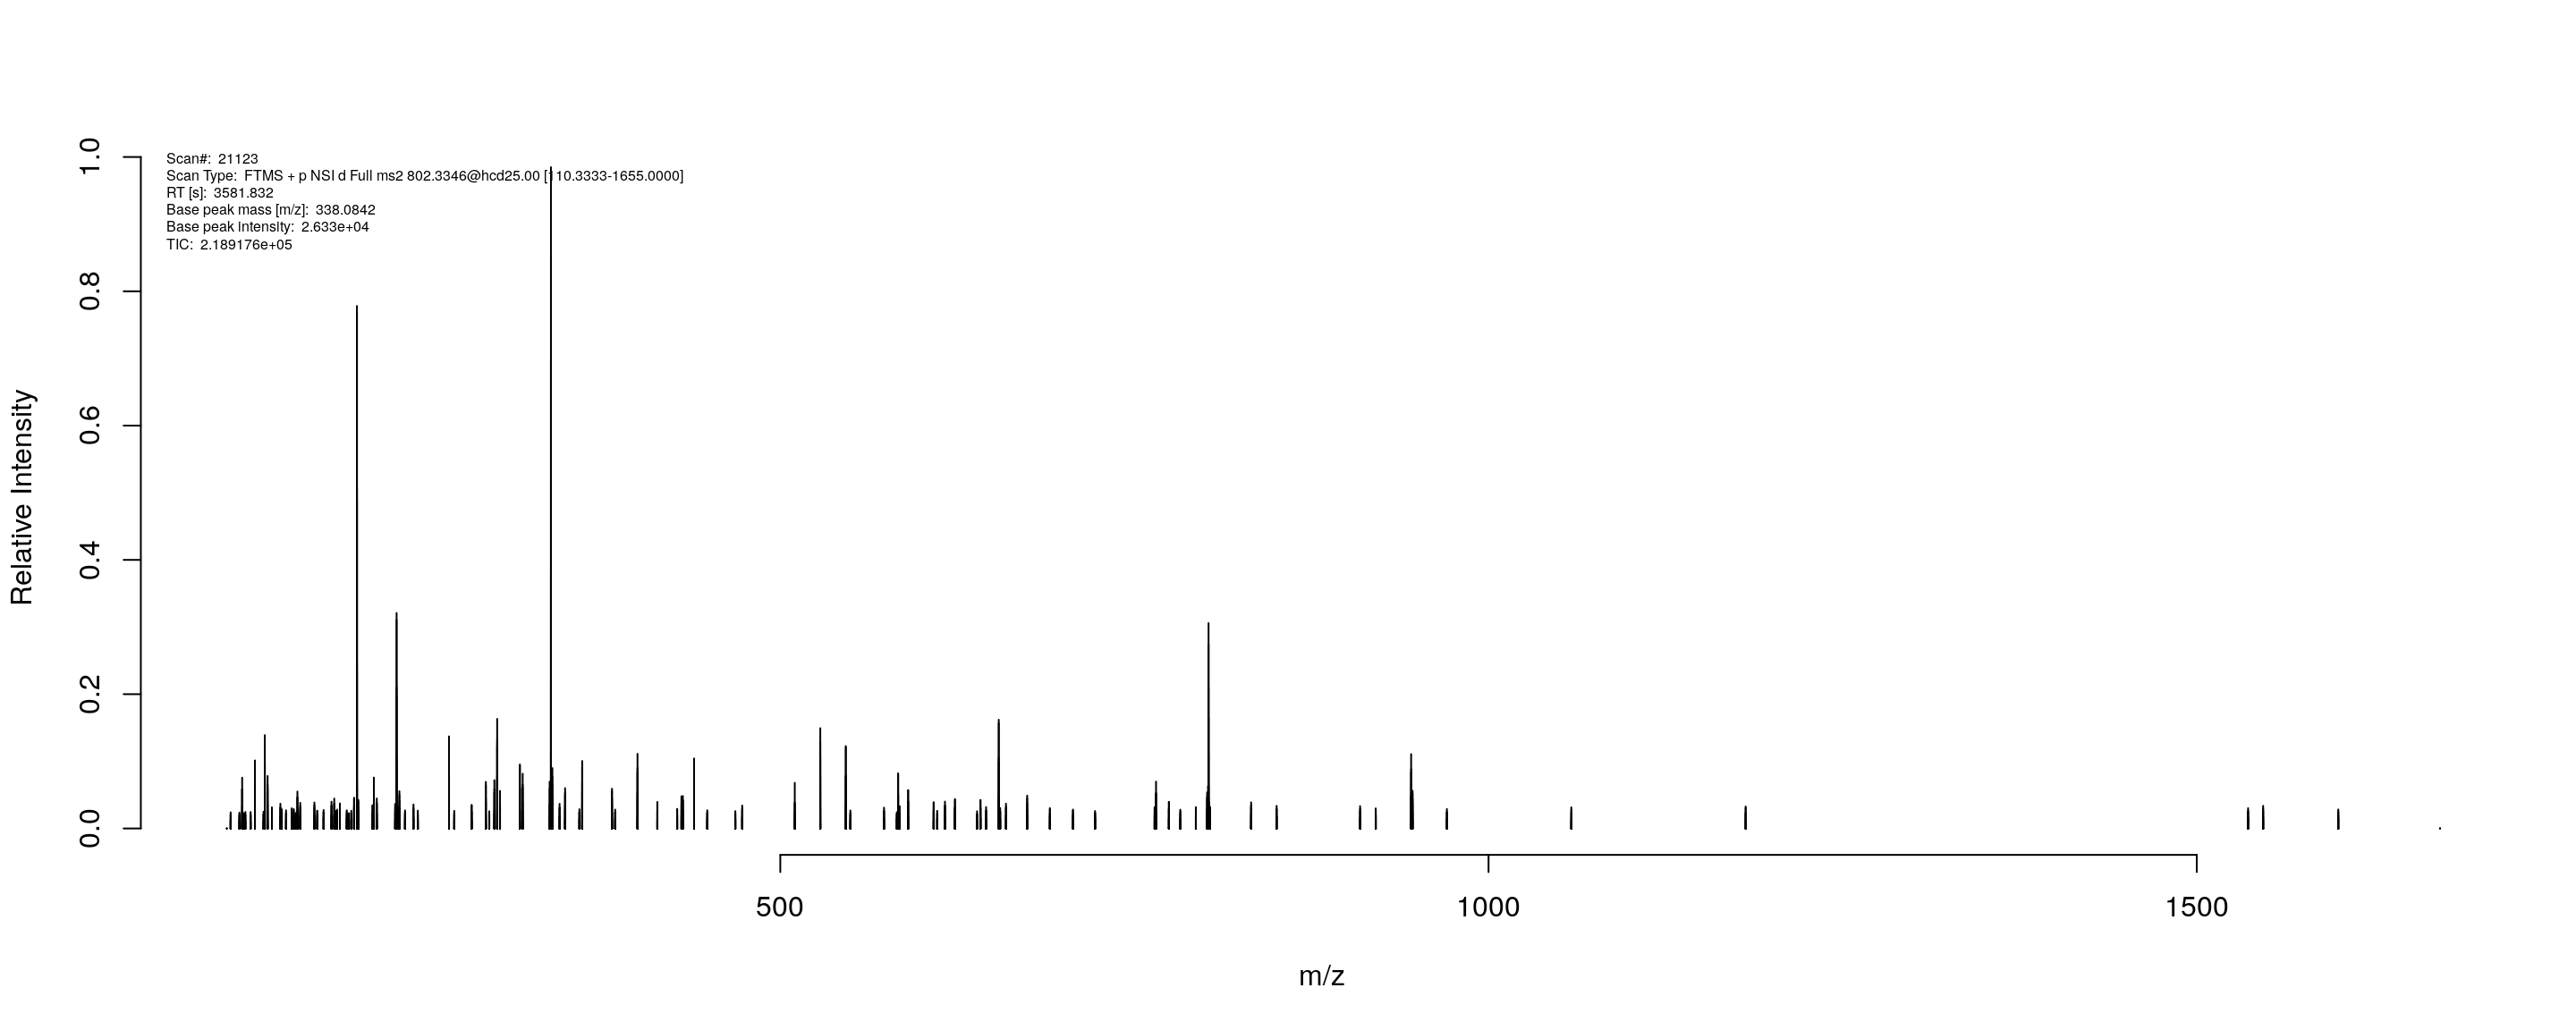 Scan#: 21123
Scan Type: FTMS + p NSI d Full ms2 802.3346@hcd25.00 [110.3333-1655.0000]
RT [s]: 3581.832
Base peak mass [m/z]: 338.0842
Base peak intensity: 2.633e+04
TIC: 2.189176e+05
1.0
0.8
0.6
0.4
0.2
0.0
Relative Intensity
500 1000 1500
m/z